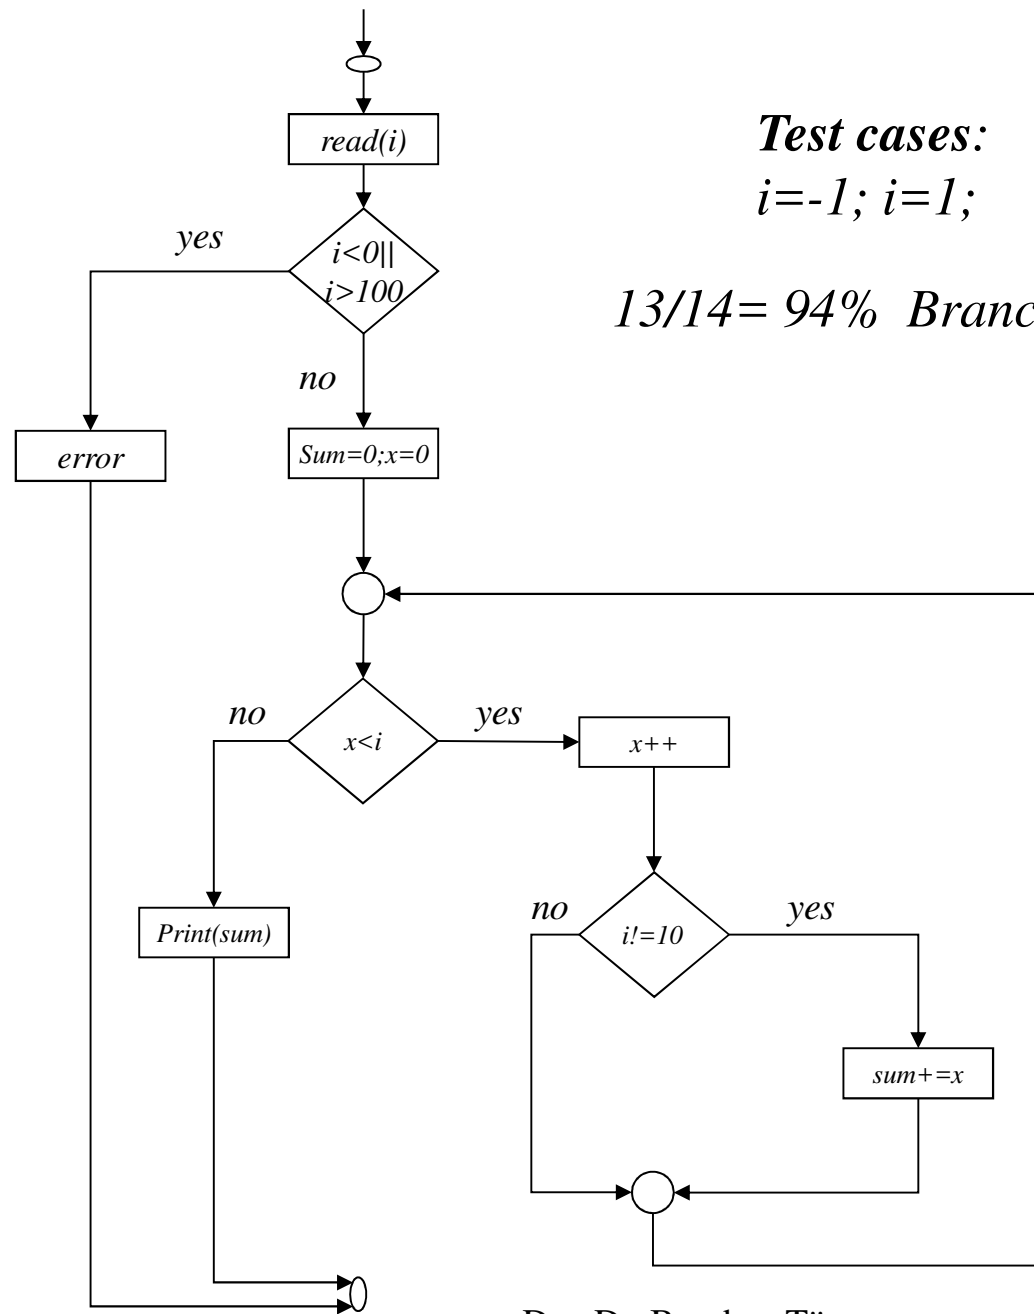 read(i)
Test cases:
i=-1; i=1;
yes
i<0||
i>100
13/14= 94% Branc
no
error
Sum=0;x=0
no
x<i
yes
x++
Print(sum)
no
i!=10
yes
sum+=x